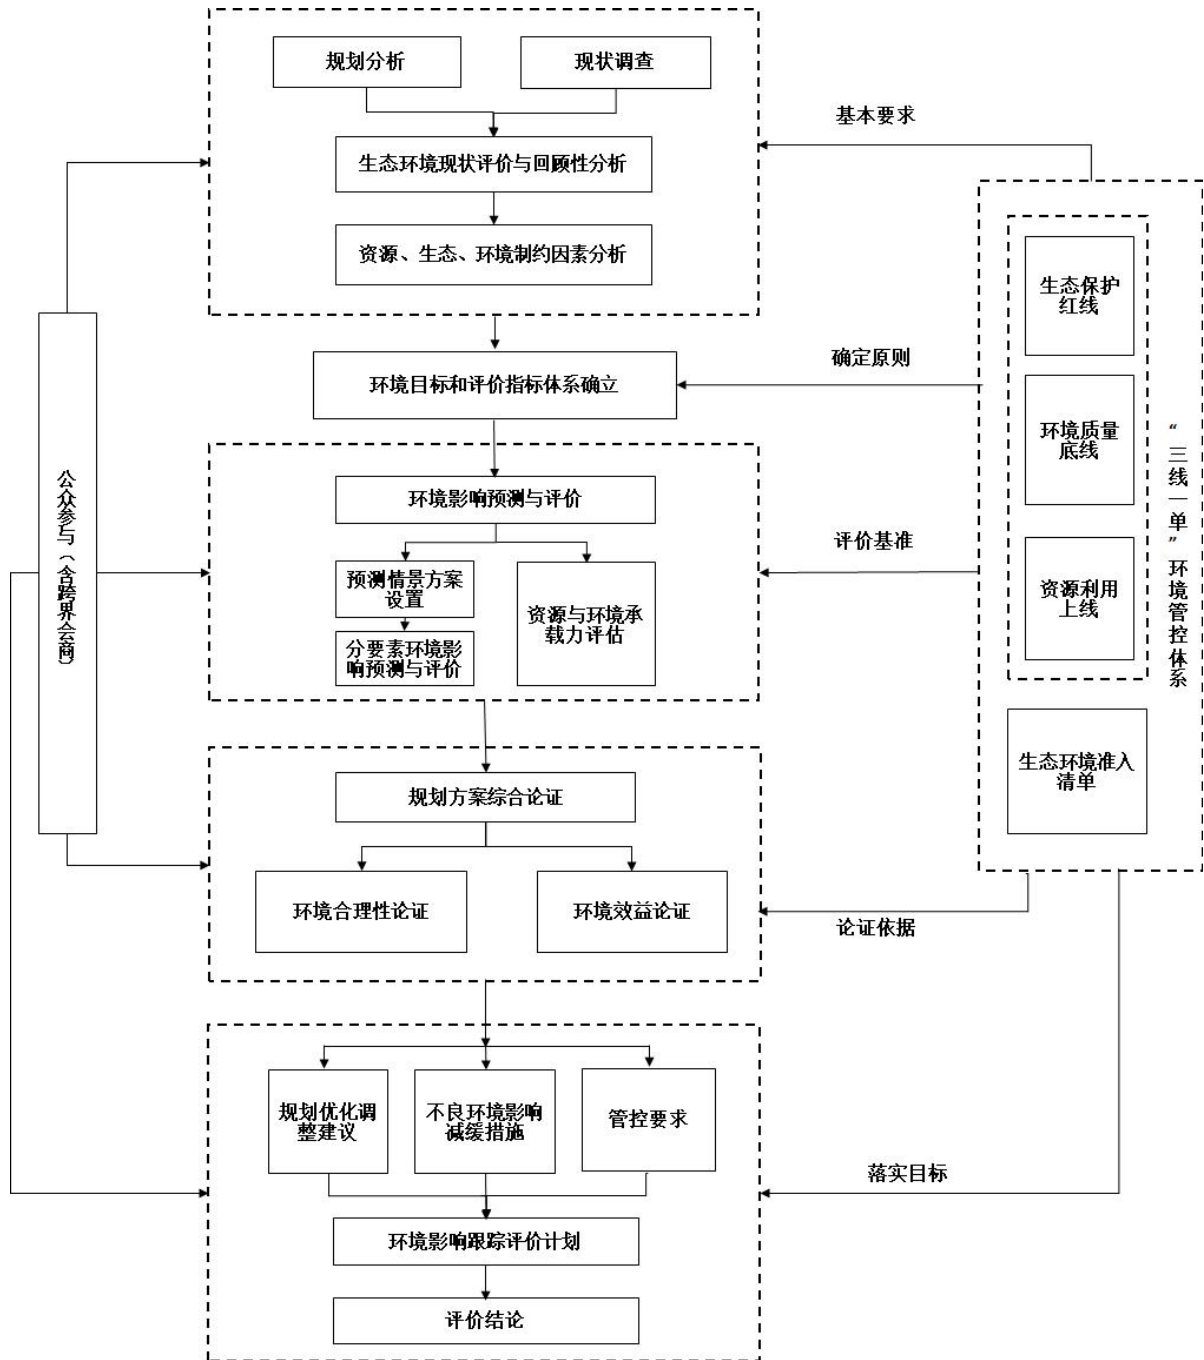 规划分析
现状调查
基本要求
生态环境现状评价与回顾性分析
资源、生态、环境制约因素分析
生态保护
红线
环境目标和评价指标体系确立
确定原则
环境质量
底线
“三线一单”环境管控体系
公众参与（含跨界会商）
环境影响预测与评价
评价基准
预测情景方案
设置
资源与环境承
载力评估
资源利用
上线
分要素环境影
响预测与评价
生态环境准入
清单
规划方案综合论证
环境合理性论证
环境效益论证
论证依据
规划优化调
整建议
不良环境影响
减缓措施
管控要求
落实目标
环境影响跟踪评价计划
评价结论